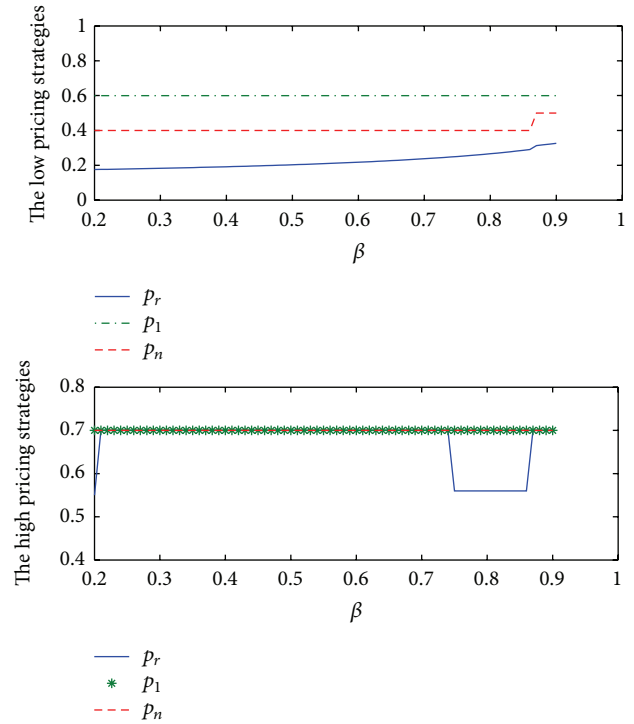 The low pricing strategies
1
0.8
0.6
0.4
0.2
0
0.2 0.3 0.4 0.5 0.6 0.7 0.8 0.9 1
β
p_r
p_1
p_n
The high pricing strategies
0.8
0.7
0.6
0.5
0.4
0.2 0.3 0.4 0.5 0.6 0.7 0.8 0.9 1
β
p_r
p_1
p_n